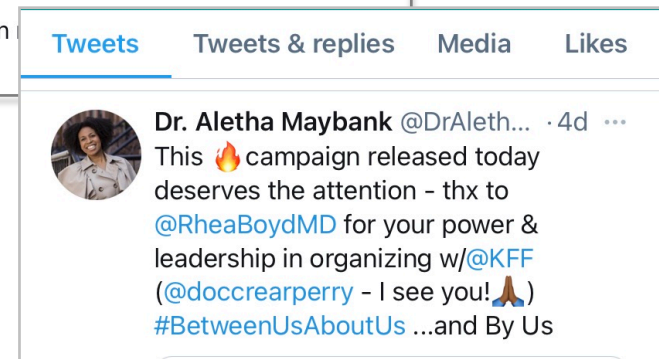 Tweets Tweets & replies Media Likes
Dr. Aletha Maybank @DrAleth... · 4d ...
This 🔥 campaign released today
deserves the attention - thx to
@RheaBoydMD for your power &
leadership in organizing w/@KFF
(@doccrearperry - I see you!🙏🏾)
#BetweenUsAboutUs ...and By Us